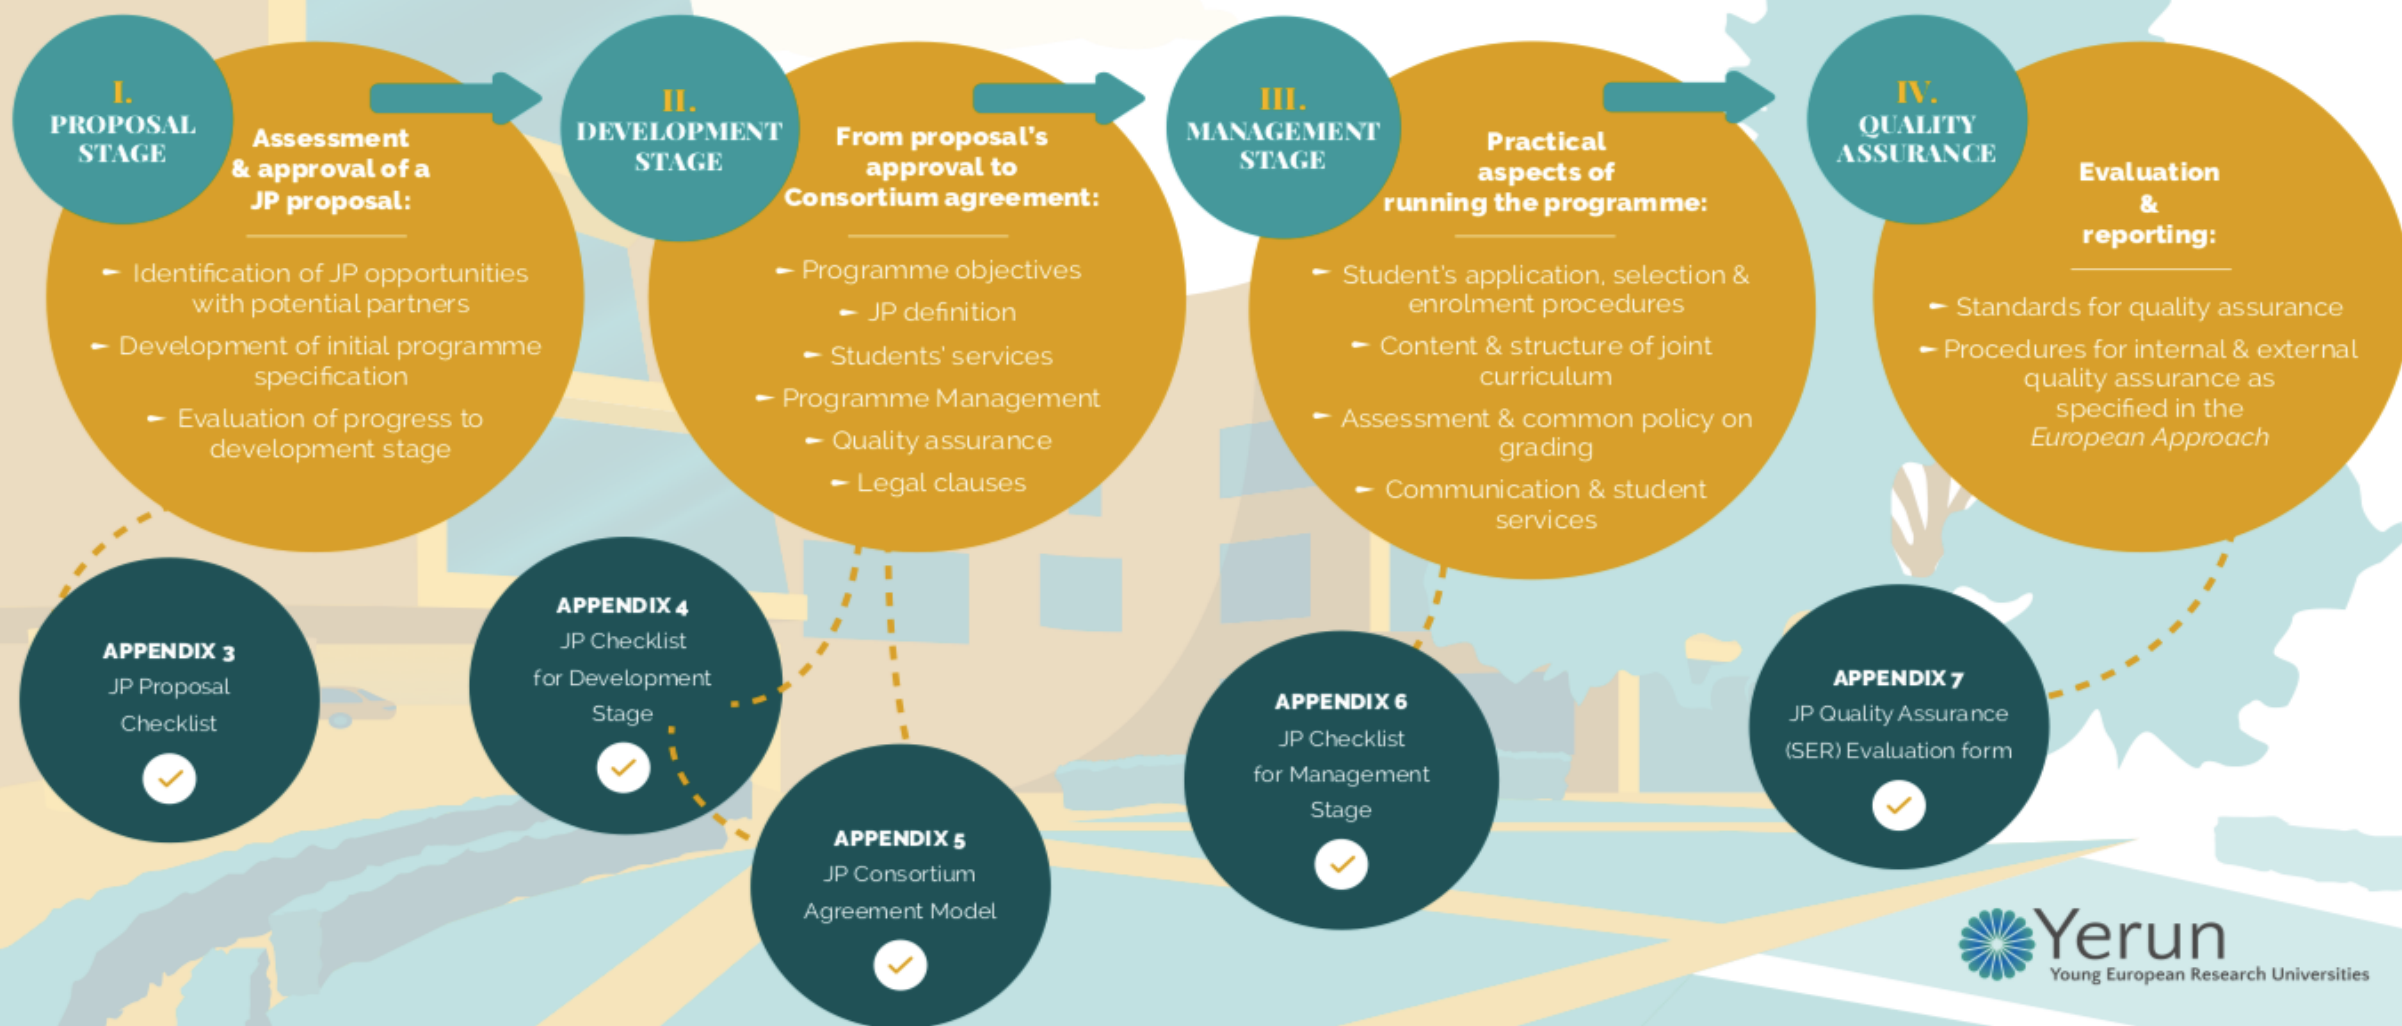 I.
PROPOSAL
STAGE
Assessment
& approval of a
JP proposal:
Identification of JP opportunities
with potential partners
Development of initial programme
specification
Evaluation of progress to
development stage
II.
DEVELOPMENT
STAGE
From proposal's
approval to
Consortium agreement:
Programme objectives
JP definition
Students' services
Programme Management
Quality assurance
Legal clauses
III.
MANAGEMENT
STAGE
Practical
aspects of
running the programme:
Student's application, selection &
enrolment procedures
Content & structure of joint
curriculum
Assessment & common policy on
grading
Communication & student
services
IV.
QUALITY
ASSURANCE
Evaluation
&
reporting:
Standards for quality assurance
Procedures for internal & external
quality assurance as
specified in the
European Approach
APPENDIX 3
JP Proposal
Checklist
APPENDIX 4
JP Checklist
for Development
Stage
APPENDIX 5
JP Consortium
Agreement Model
APPENDIX 6
JP Checklist
for Management
Stage
APPENDIX 7
JP Quality Assurance
(SER) Evaluation form
Yerun
Young European Research Universities